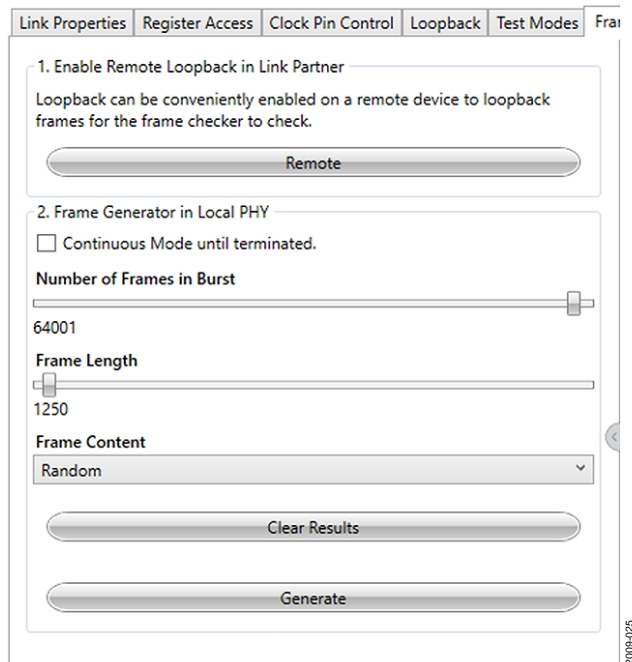 Link Properties Register Access Clock Pin Control Loopback Test Modes Fra
1. Enable Remote Loopback in Link Partner
Loopback can be conveniently enabled on a remote device to loopback
frames for the frame checker to check.
Remote
2. Frame Generator in Local PHY
Continuous Mode until terminated.
Number of Frames in Burst
64001
Frame Length
1250
Frame Content
Random
Clear Results
Generate